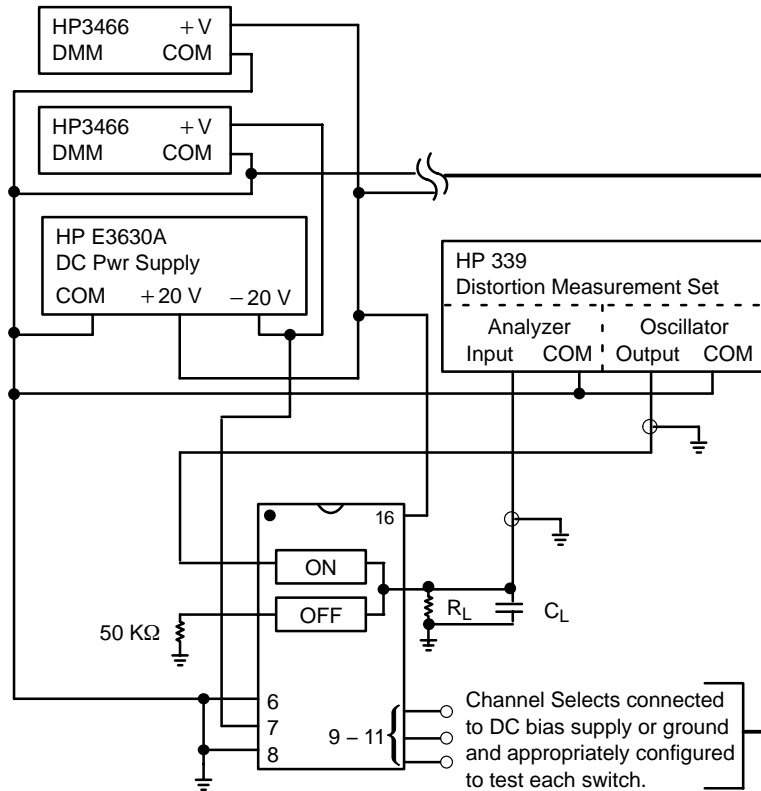 HP3466 +V
DMM COM
HP3466 +V
DMM COM
HP E3630A
DC Pwr Supply
COM +20 V −20 V
HP 339
Distortion Measurement Set
Analyzer Oscillator
Input COM Output COM
16
ON
OFF
50 KΩ
RL
CL
6
7
8
9 – 11
Channel Selects connected
to DC bias supply or ground
and appropriately configured
to test each switch.